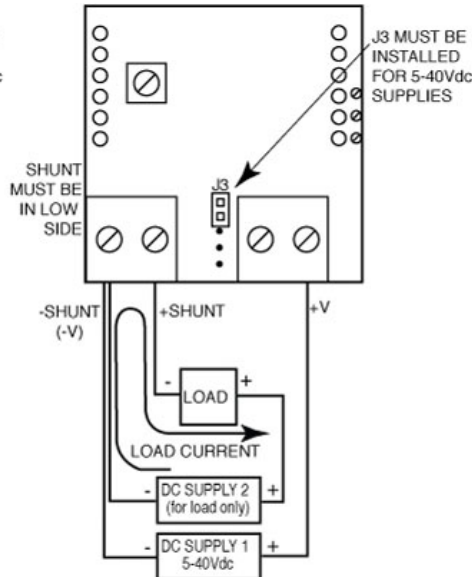 J3 MUST BE
INSTALLED
FOR 5-40Vdc
SUPPLIES
SHUNT
MUST BE
IN LOW
SIDE
J3
-SHUNT
(-V)
+SHUNT
+V
- LOAD +
LOAD CURRENT
- DC SUPPLY 2 +
(for load only)
- DC SUPPLY 1 +
5-40Vdc